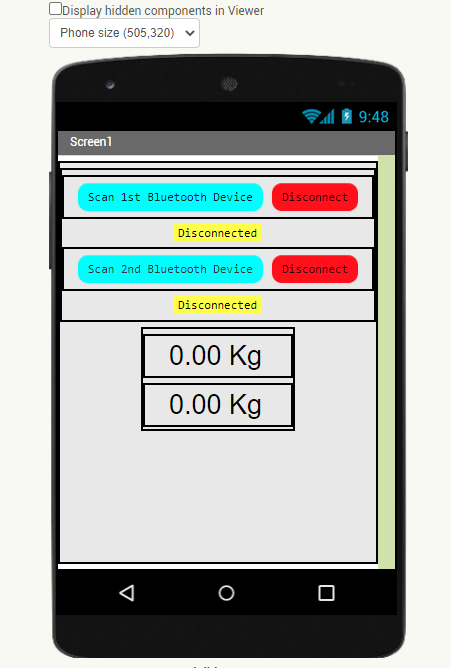 Display hidden components in Viewer
Phone size (505,320)
9:48
Screen1
Scan 1st Bluetooth Device Disconnect
Disconnected
Scan 2nd Bluetooth Device Disconnect
Disconnected
0.00 Kg
0.00 Kg